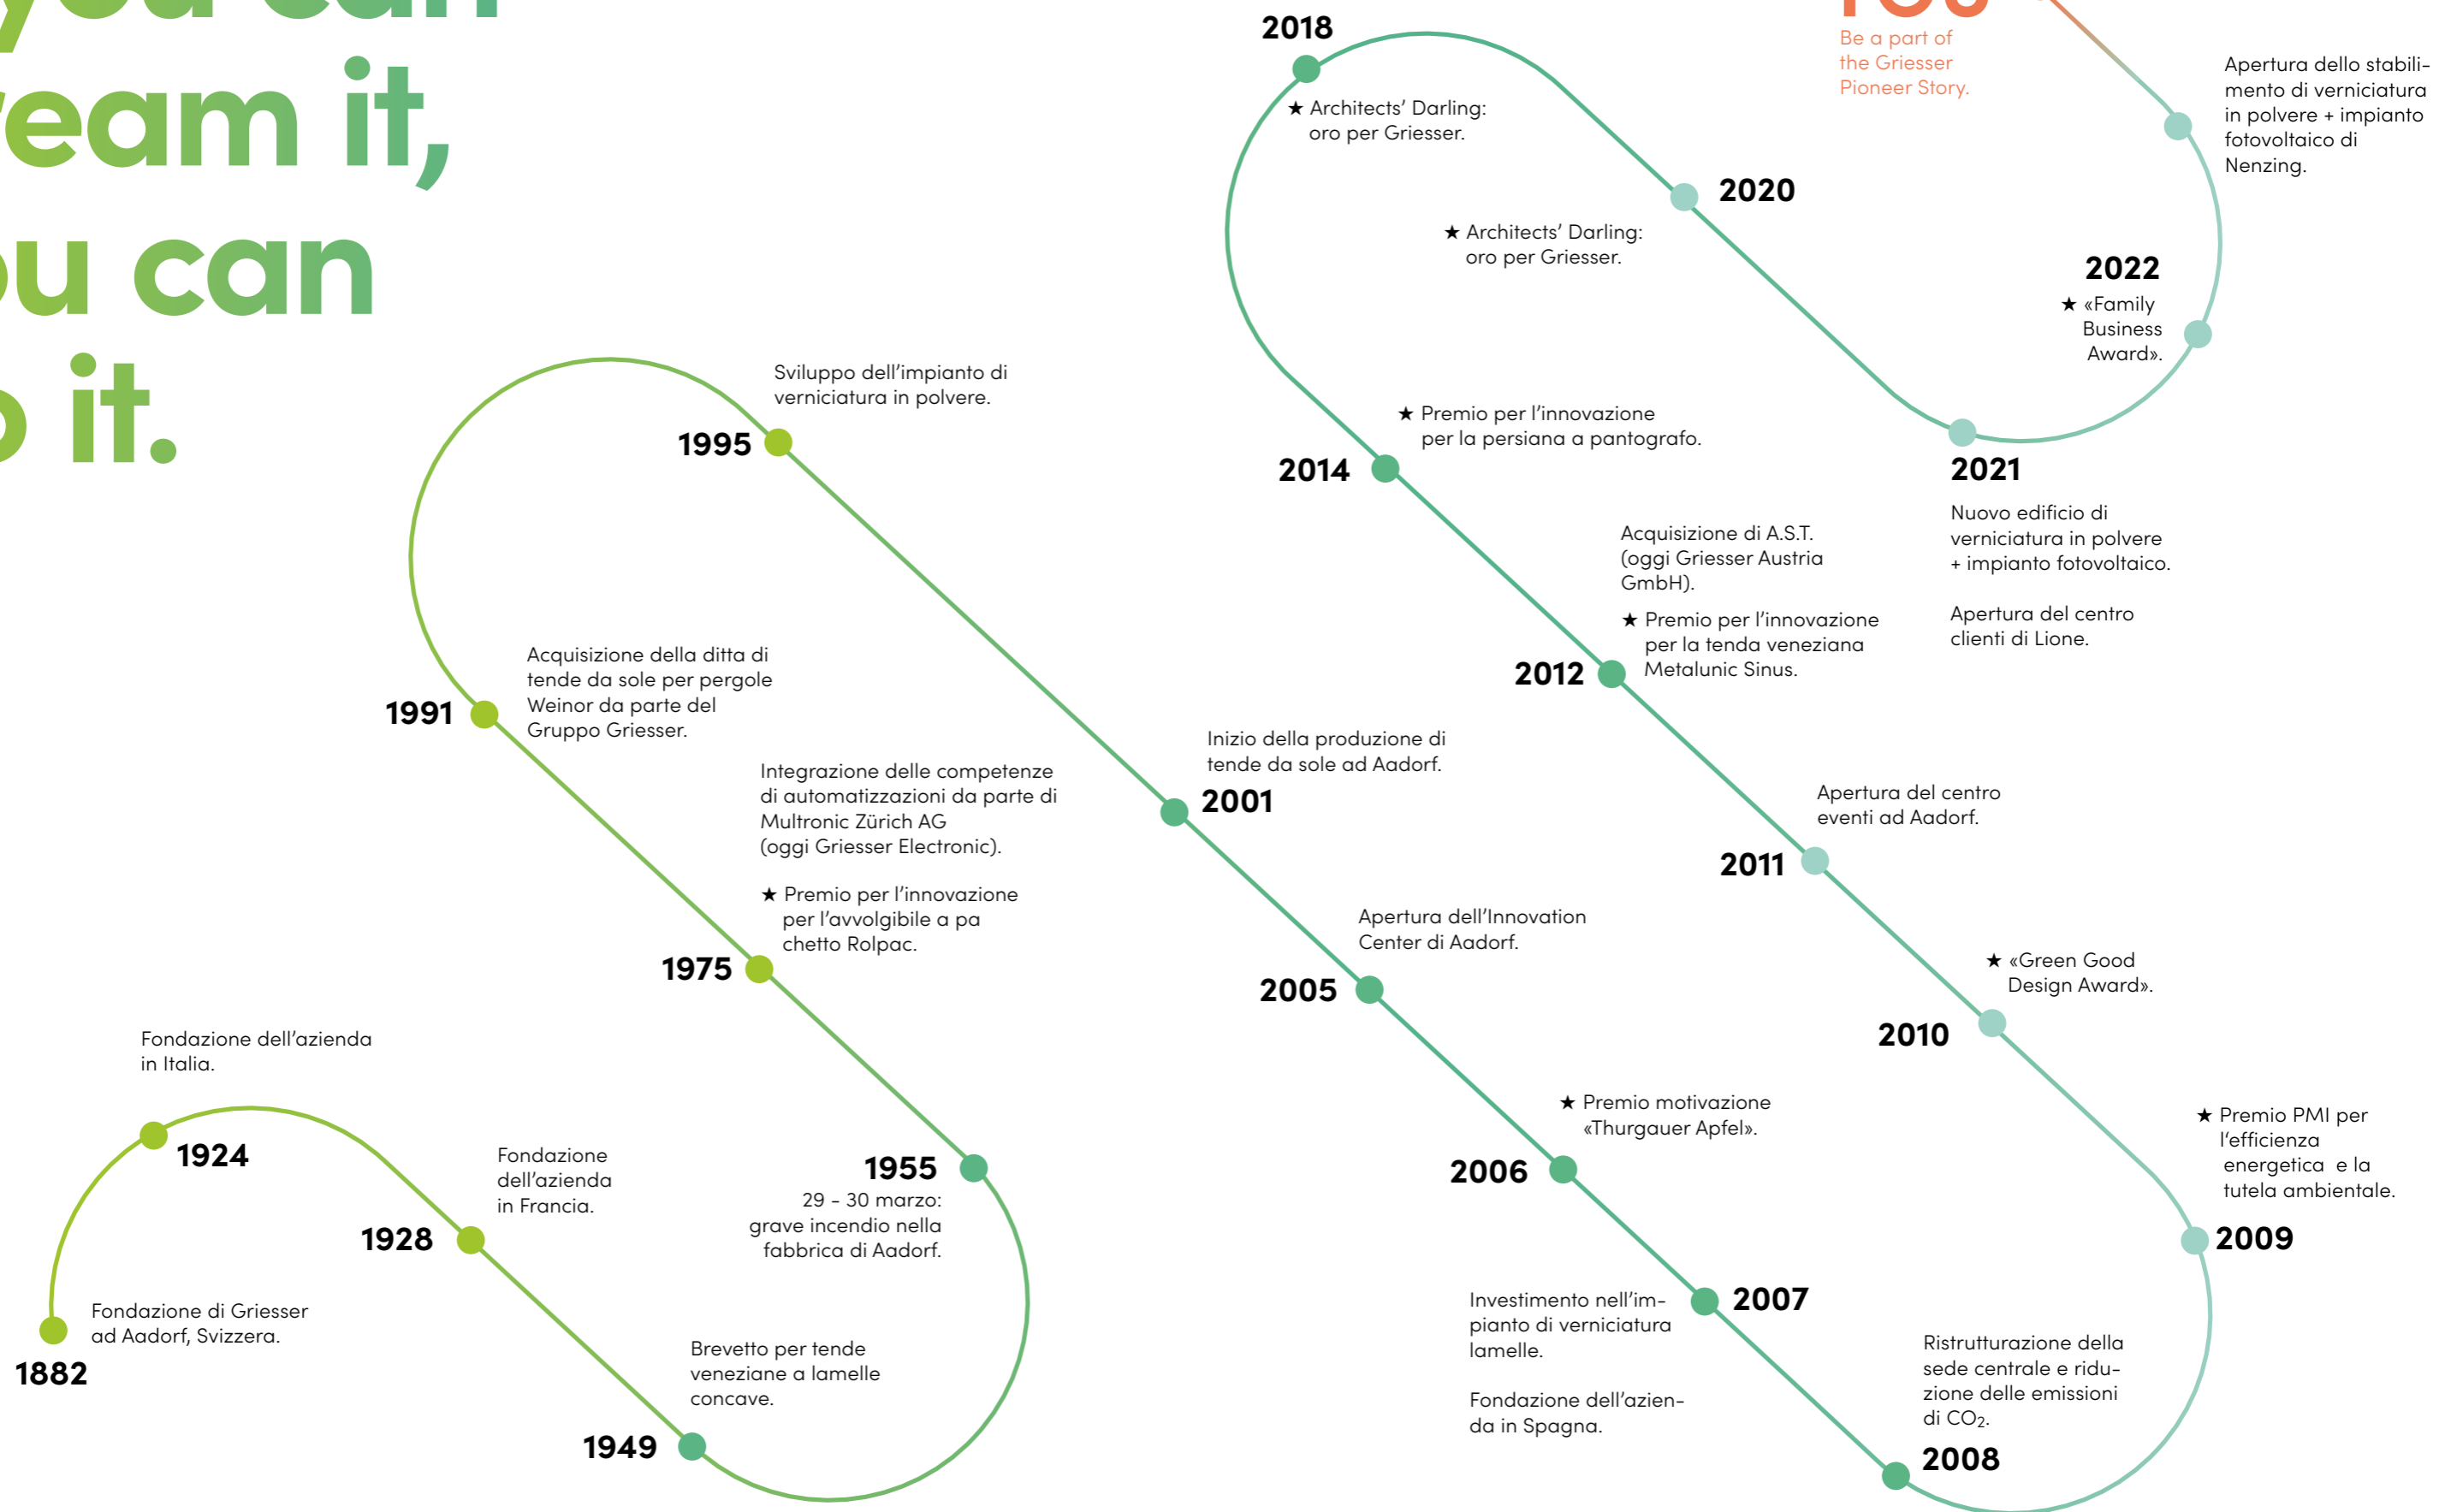 you can
ream it,
ou can
o it.
1882
Fondazione di Griesser
ad Aadorf, Svizzera.
Fondazione dell'azienda
in Italia.
1924
Fondazione
dell'azienda
in Francia.
1928
Brevetto per tende
veneziane a lamelle
concave.
1949
1955
29 - 30 marzo:
grave incendio nella
fabbrica di Aadorf.
Integrazione delle competenze
di automatizzazioni da parte di
Multronic Zürich AG
(oggi Griesser Electronic).
★ Premio per l'innovazione
per l'avvolgibile a pa
chetto Rolpac.
1975
Acquisizione della ditta di
tende da sole per pergole
Weinor da parte del
Gruppo Griesser.
1991
Sviluppo dell'impianto di
verniciatura in polvere.
1995
Inizio della produzione di
tende da sole ad Aadorf.
2001
Apertura dell'Innovation
Center di Aadorf.
2005
★ Premio motivazione
«Thurgauer Apfel».
2006
2007
Investimento nell'im-
pianto di verniciatura
lamelle.
Fondazione dell'azien-
da in Spagna.
Ristrutturazione della
sede centrale e ridu-
zione delle emissioni
di CO₂.
2008
★ Premio PMI per
l'efficienza
energetica e la
tutela ambientale.
2009
★ «Green Good
Design Award».
2010
Apertura del centro
eventi ad Aadorf.
2011
Acquisizione di A.S.T.
(oggi Griesser Austria
GmbH).
★ Premio per l'innovazione
per la tenda veneziana
Metalunic Sinus.
2012
★ Premio per l'innovazione
per la persiana a pantografo.
2014
2018
★ Architects' Darling:
oro per Griesser.
2020
★ Architects' Darling:
oro per Griesser.
2021
Nuovo edificio di
verniciatura in polvere
+ impianto fotovoltaico.
Apertura del centro
clienti di Lione.
2022
★ «Family
Business
Award».
Apertura dello stabili-
mento di verniciatura
in polvere + impianto
fotovoltaico di
Nenzing.
Be a part of
the Griesser
Pioneer Story.